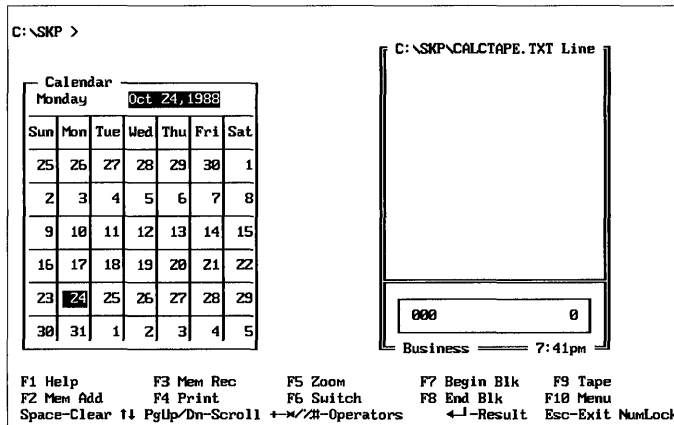 C:\SKP >
C:\SKP\CALCTAPE.TXT Line
Calendar
Monday Oct 24,1988
Sun Mon Tue Wed Thu Fri Sat
25 26 27 28 29 30 1
2 3 4 5 6 7 8
9 10 11 12 13 14 15
16 17 18 19 20 21 22
23 24 25 26 27 28 29
30 31 1 2 3 4 5
000 0
Business 7:41pm
F1 Help F3 Mem Rec F5 Zoom F7 Begin Blk F9 Tape
F2 Mem Add F4 Print F6 Switch F8 End Blk F10 Menu
Space-Clear ↑↓ PgUp/Dn-Scroll +-×/%#-Operators ←┘-Result Esc-Exit NumLock